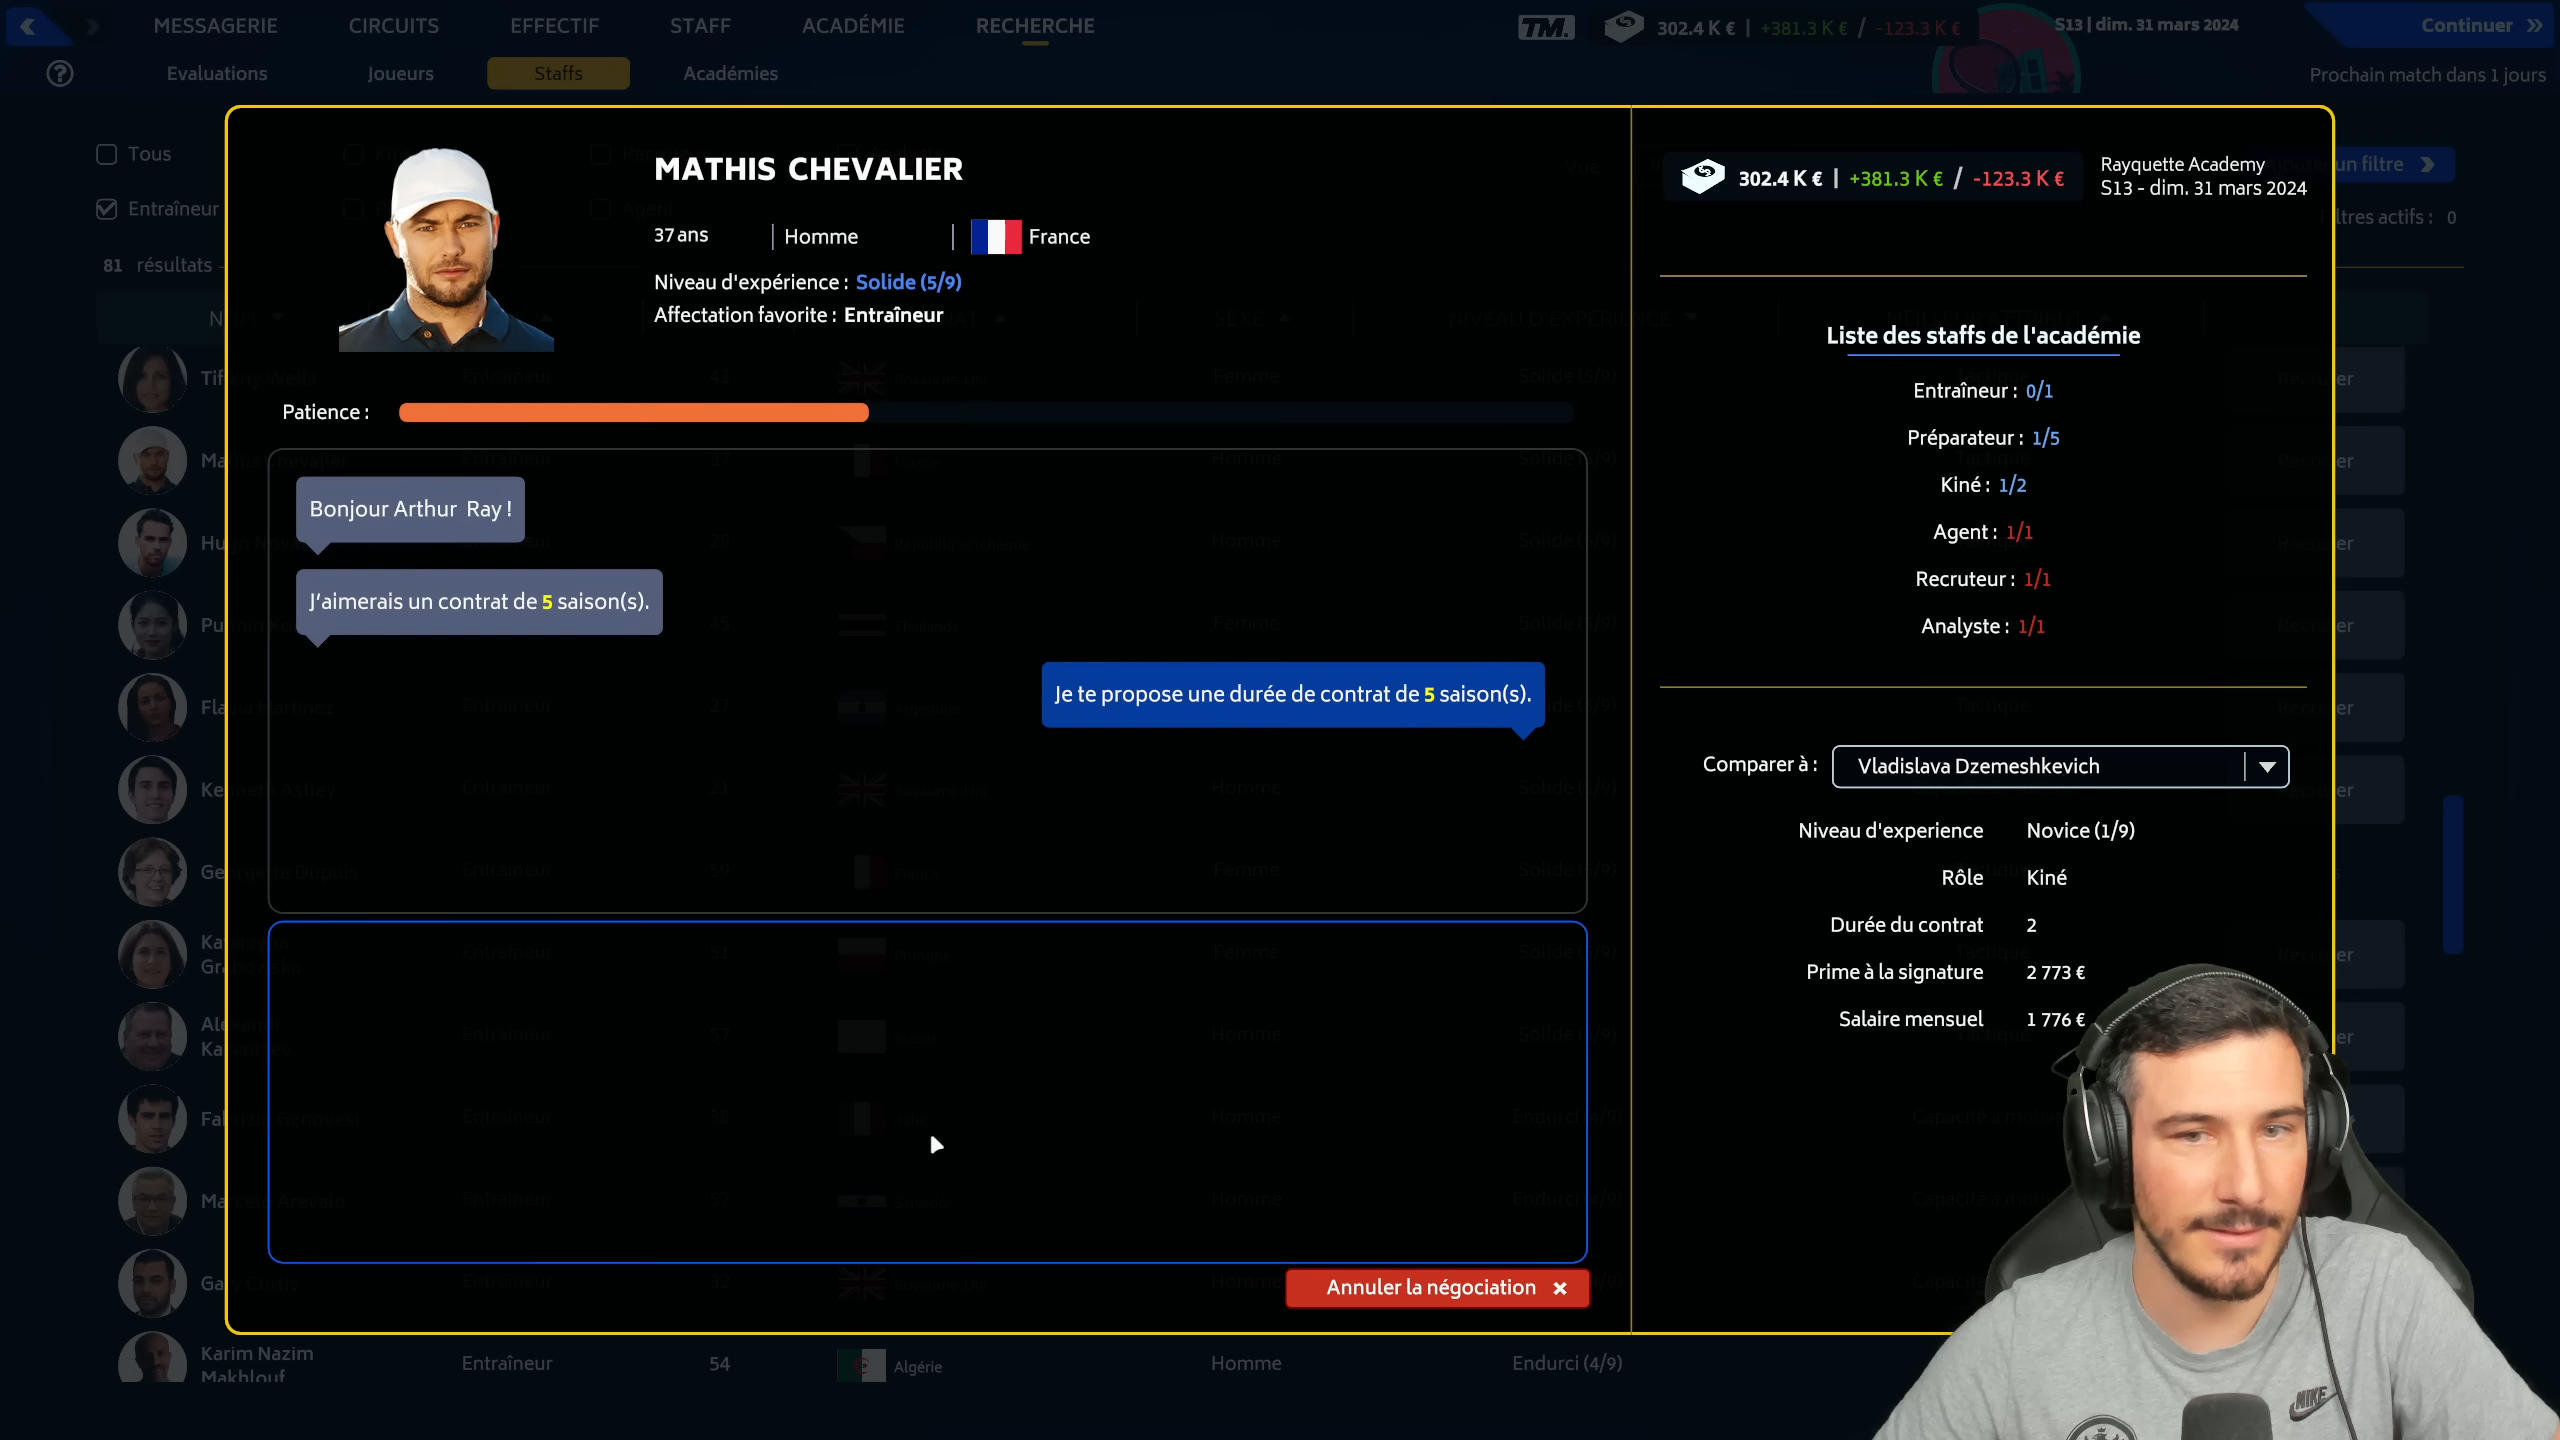 MESSAGERIE CIRCUITS EFFECTIF STAFF ACADÉMIE RECHERCHE TM. 302.4 K € | +381.3 K € / -123.3 K € S13 | dim. 31 mars 2024 Continuer
Evaluations Joueurs Staffs Académies Prochain match dans 1 jours
Tous
Entraîneur
81 résultats
MATHIS CHEVALIER
37 ans | Homme | France
Niveau d'expérience : Solide (5/9)
Affectation favorite : Entraîneur
Patience :
Bonjour Arthur Ray !
J'aimerais un contrat de 5 saison(s).
Je te propose une durée de contrat de 5 saison(s).
Annuler la négociation
302.4 K € | +381.3 K € / -123.3 K €
Rayquette Academy
S13 - dim. 31 mars 2024
un filtre
ltres actifs : 0
Liste des staffs de l'académie
Entraîneur : 0/1
Préparateur : 1/5
Kiné : 1/2
Agent : 1/1
Recruteur : 1/1
Analyste : 1/1
Comparer à : Vladislava Dzemeshkevich
Niveau d'experience Novice (1/9)
Rôle Kiné
Durée du contrat 2
Prime à la signature 2 773 €
Salaire mensuel 1 776 €
Karim Nazim
Makhlouf
Entraîneur 54 Algérie Homme Endurci (4/9)
NIKE